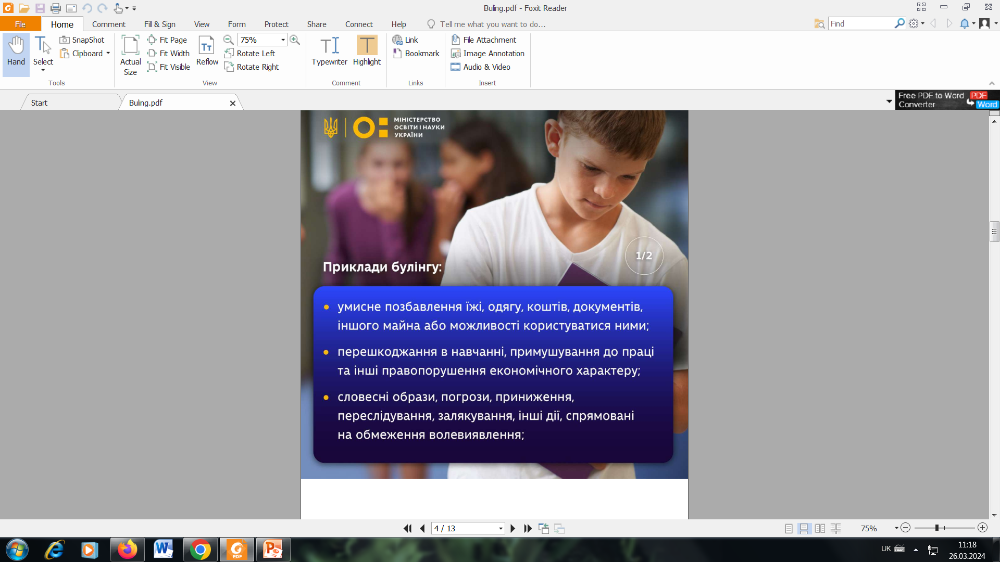 Buling.pdf - Foxit Reader
File Home Comment Fill & Sign View Form Protect Share Connect Help Tell me what you want to do... Find
Hand
Select
SnapShot
Clipboard
Tools
Actual
Size
Fit Page
Fit Width
Fit Visible
Reflow
75%
Rotate Left
Rotate Right
View
Typewriter
Highlight
Comment
Link
Bookmark
Links
File Attachment
Image Annotation
Audio & Video
Insert
Start
Buling.pdf
Free PDF to Word
Converter
PDF
Word
МІНІСТЕРСТВО
ОСВІТИ І НАУКИ
УКРАЇНИ
1/2
Приклади булінгу:
• умисне позбавлення їжі, одягу, коштів, документів,
іншого майна або можливості користуватися ними;
• перешкоджання в навчанні, примушування до праці
та інші правопорушення економічного характеру;
• словесні образи, погрози, приниження,
переслідування, залякування, інші дії, спрямовані
на обмеження волевиявлення;
4 / 13
75%
UK
11:18
26.03.2024